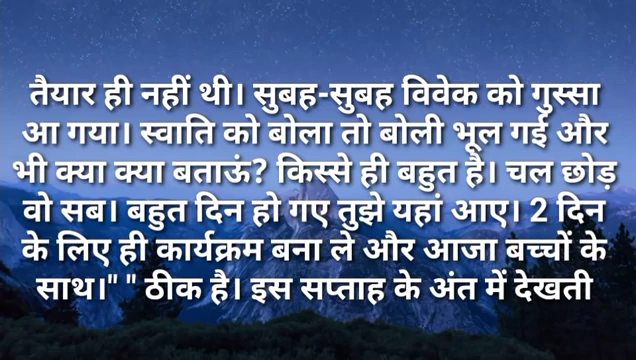 तैयार ही नहीं थी। सुबह-सुबह विवेक को गुस्सा
आ गया। स्वाति को बोला तो बोली भूल गई और
भी क्या क्या बताऊं? किस्से ही बहुत है। चल छोड़
वो सब। बहुत दिन हो गए तुझे यहां आए। 2 दिन
के लिए ही कार्यक्रम बना ले और आजा बच्चों के
साथ।" " ठीक है। इस सप्ताह के अंत में देखती